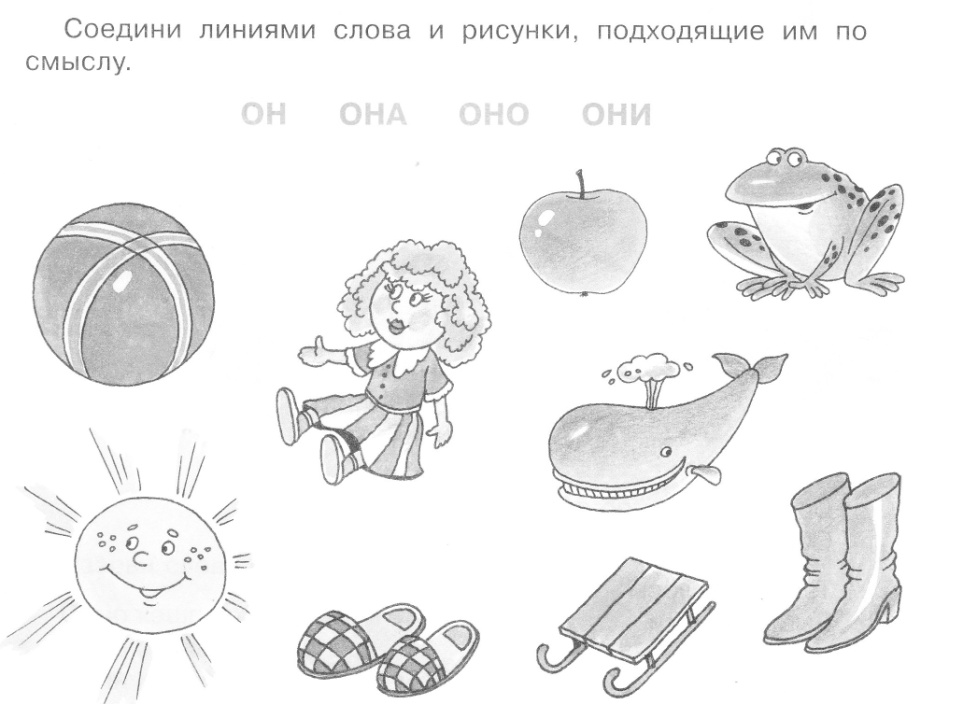 Соедини линиями слова и рисунки, подходящие им по
смыслу.
ОН ОНА ОНО ОНИ